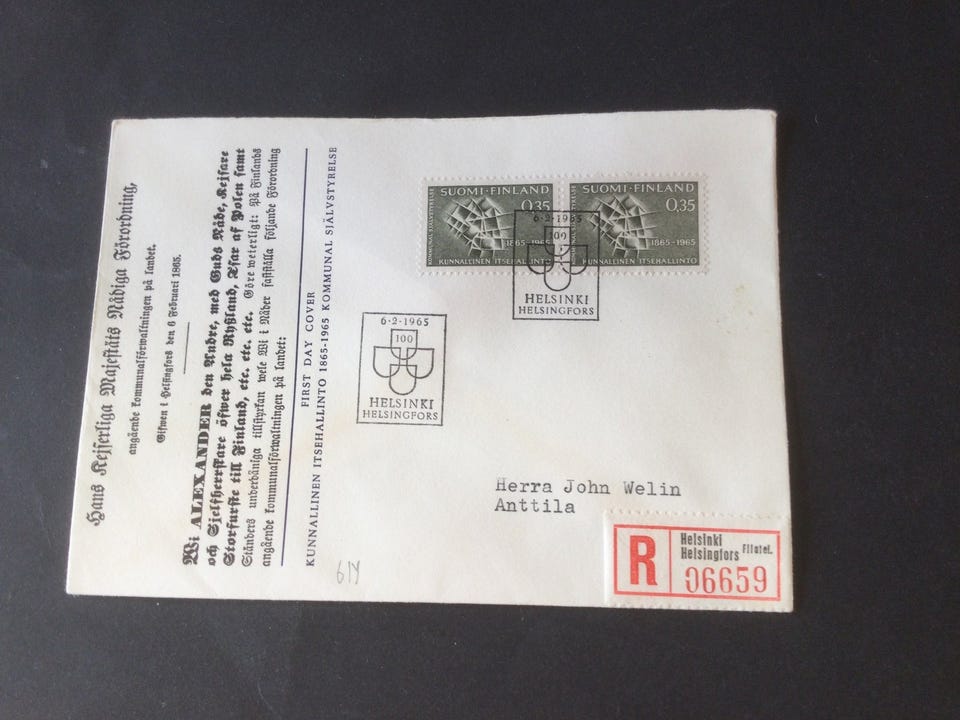 Hans Kejserliga Majestäts Nådiga Förordning,
angående kommunalförwaltningen på landet.
Gifwen i Helsingfors den 6 Februari 1865.
Wi ALEXANDER den Andre, med Guds Nåde, Kejsare
och Sjelfherrskare öfwer hela Ryßland, Tsar af Polen samt
Storfurste till Finland, etc. etc. etc. Göre weterligt: På Finlands
Ständers underdåniga tillstyrkan wele Wi i Nåder fastställa följande Förordning
angående kommunalförwaltningen på landet:
FIRST DAY COVER
KUNNALLINEN ITSEHALLINTO 1865-1965 KOMMUNAL SJÄLVSTYRELSE
SUOMI-FINLAND
0,35
KOMMUNAL SJÄLVSTYRELSE
1865-1965
KUNNALLINEN ITSEHALLINTO
SUOMI-FINLAND
0,35
KOMMUNAL SJÄLVSTYRELSE
1865-1965
KUNNALLINEN ITSEHALLINTO
6-2-1965
100
HELSINKI
HELSINGFORS
6-2-1965
100
HELSINKI
HELSINGFORS
Herra John Welin
Anttila
R
Helsinki
Helsingfors Filatel.
06659